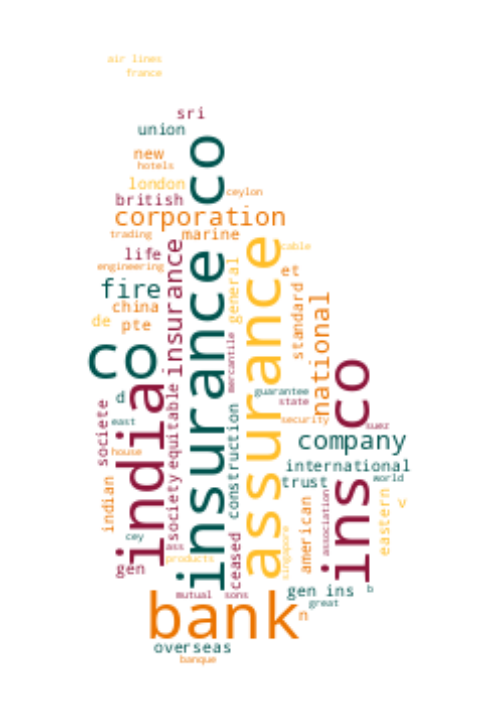 air lines
france
sri
union
co
new
hotels
london
ceylon
british
corporation
trading
marine
insurance co
assurance
cable
life
insurance
general
engineering
et
fire
standard
national
china
de
pte
co
mercantile
ins co
india
guarantee
d
state
societe
society equitable
construction
east
security
suez
company
house
international
indian
trust
world
american
association
eastern
v
cey
ass
singapore
products
ceased
gen
mutual
sons
gen ins
b
great
bank
n
overseas
banque